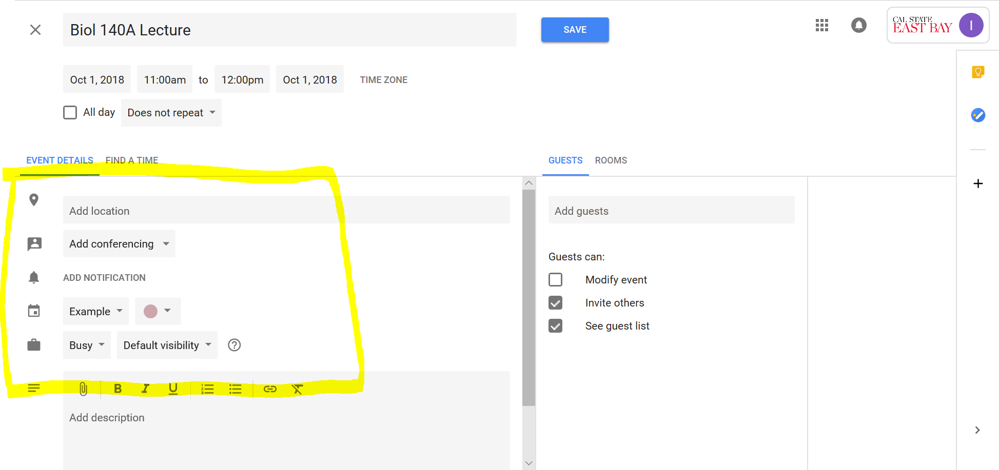 Biol 140A Lecture
SAVE
CAL STATE
EAST BAY
I
Oct 1, 2018 11:00am to 12:00pm Oct 1, 2018 TIME ZONE
All day Does not repeat
EVENT DETAILS FIND A TIME
GUESTS ROOMS
Add location
Add guests
Add conferencing
Guests can:
ADD NOTIFICATION
Modify event
Invite others
Example
See guest list
Busy Default visibility ?
B I U
Add description